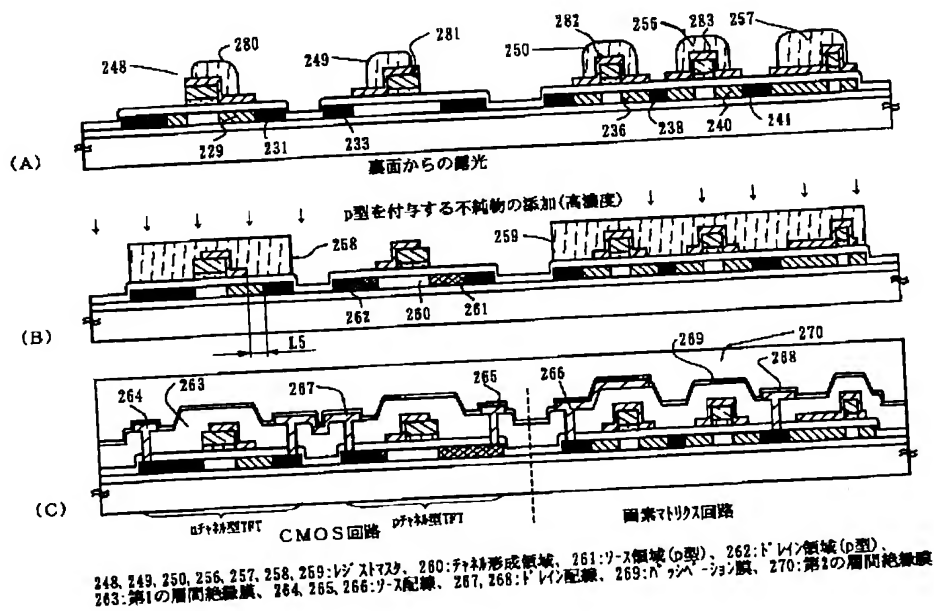 248
280
249
281
250
282
256
283
257
229
231
233
236
238
240
241
(A)
裏面からの露光
p型を付与する不純物の添加(高濃度)
258
259
262
260
261
(B)
L5
264
263
267
265
266
269
270
268
(C)
nチャネル型TFT
CMOS回路
pチャネル型TFT
画素マトリクス回路
248, 249, 250, 256, 257, 258, 259:レジストマスク、260:チャネル形成領域、261:ソース領域(p型)、262:ドレイン領域(p型)、
263:第1の層間絶縁膜、264, 265, 266:ソース配線、267, 268:ドレイン配線、269:パッシベーション膜、270:第2の層間絶縁膜